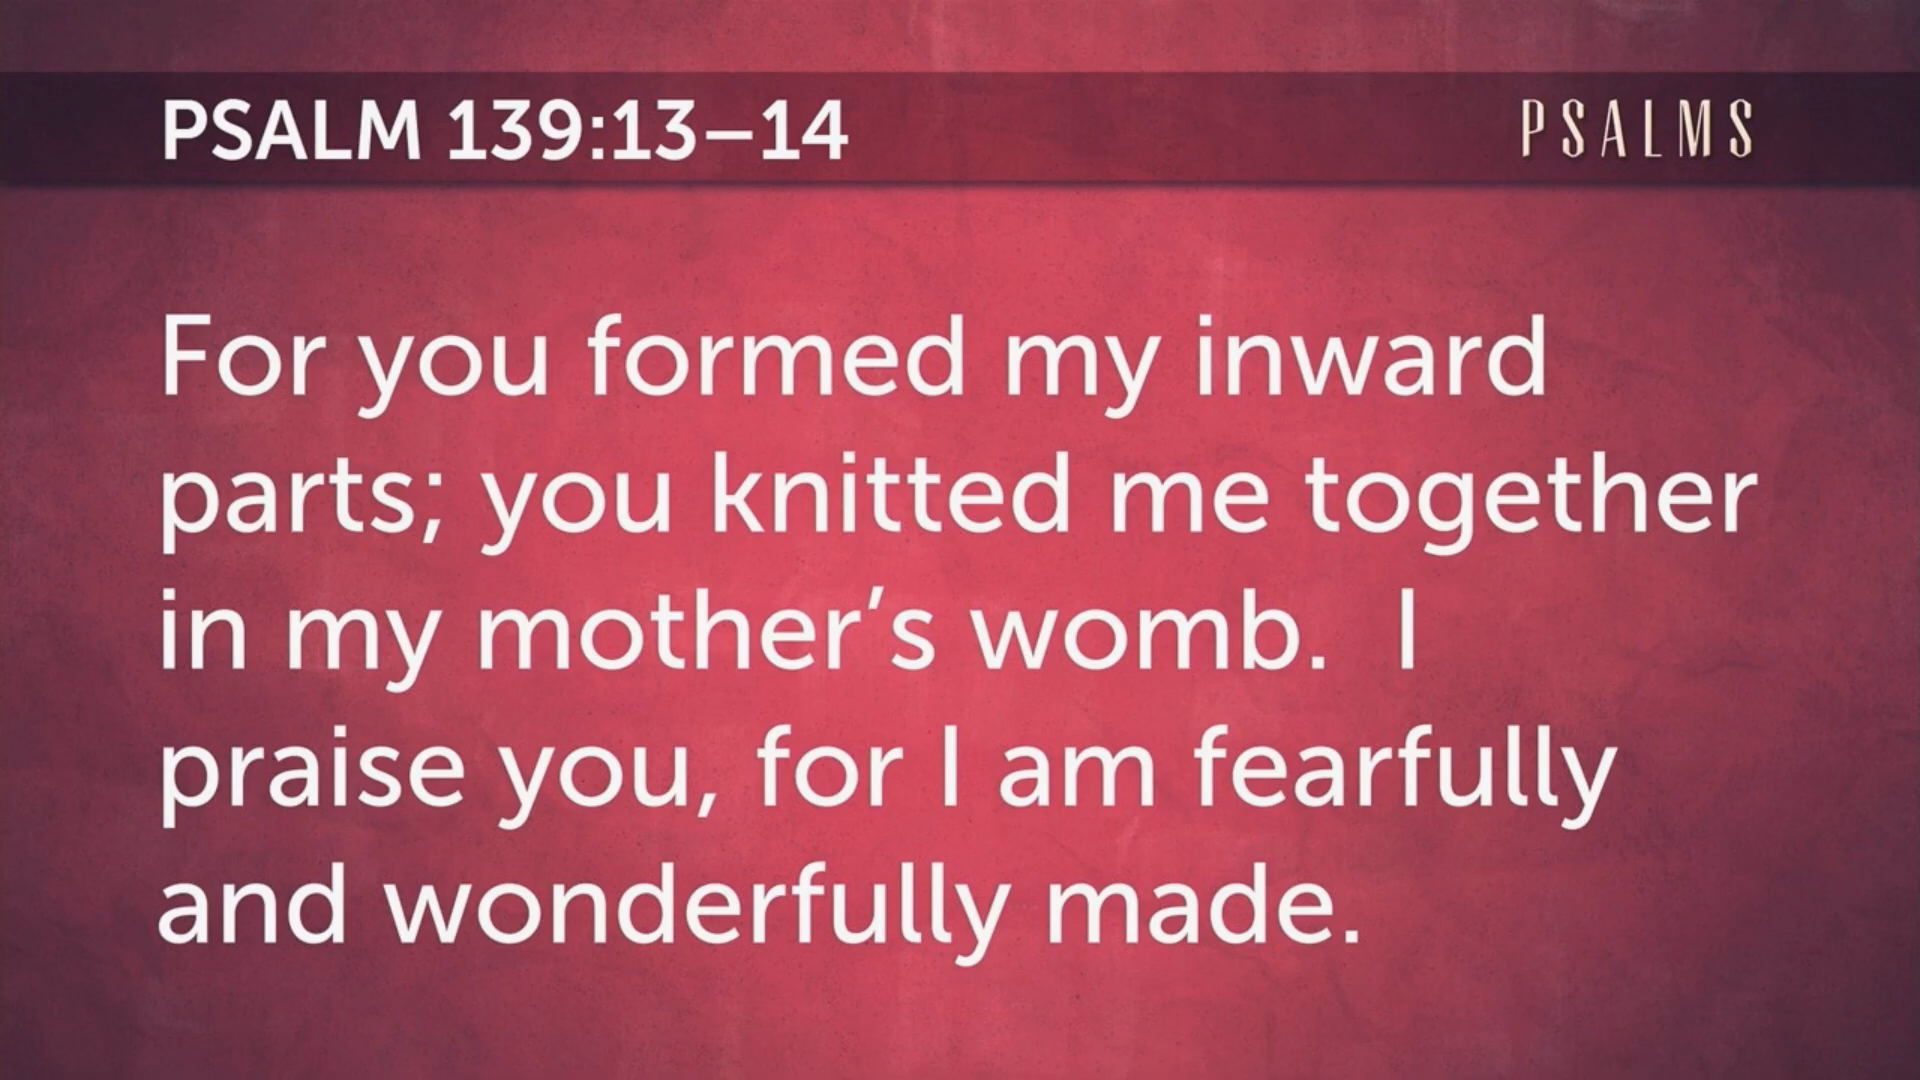 PSALM 139:13–14
PSALMS
For you formed my inward
parts; you knitted me together
in my mother’s womb.  I
praise you, for I am fearfully
and wonderfully made.